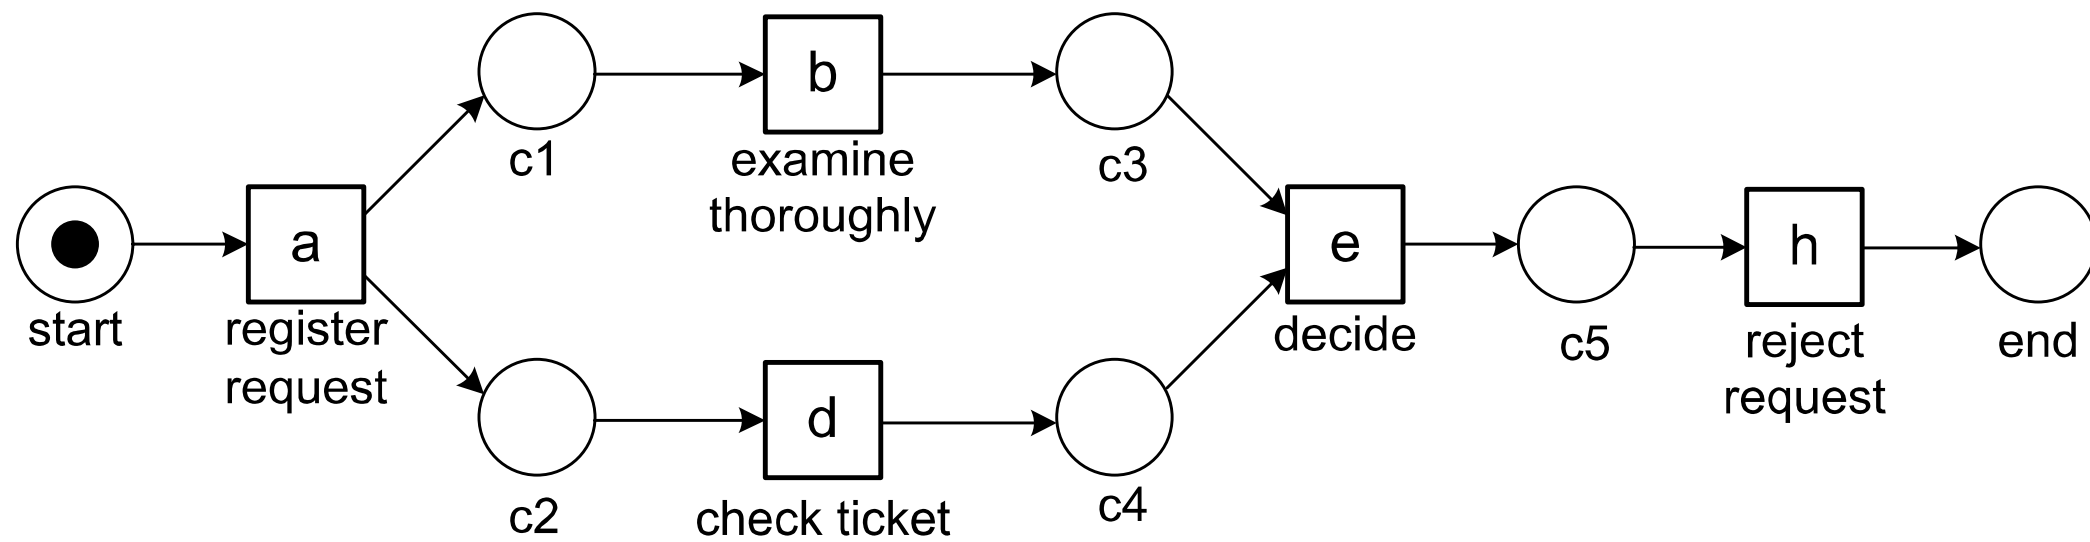 start
a
register
request
c1
c2
b
examine
thoroughly
d
check ticket
c3
c4
e
decide
c5
h
reject
request
end